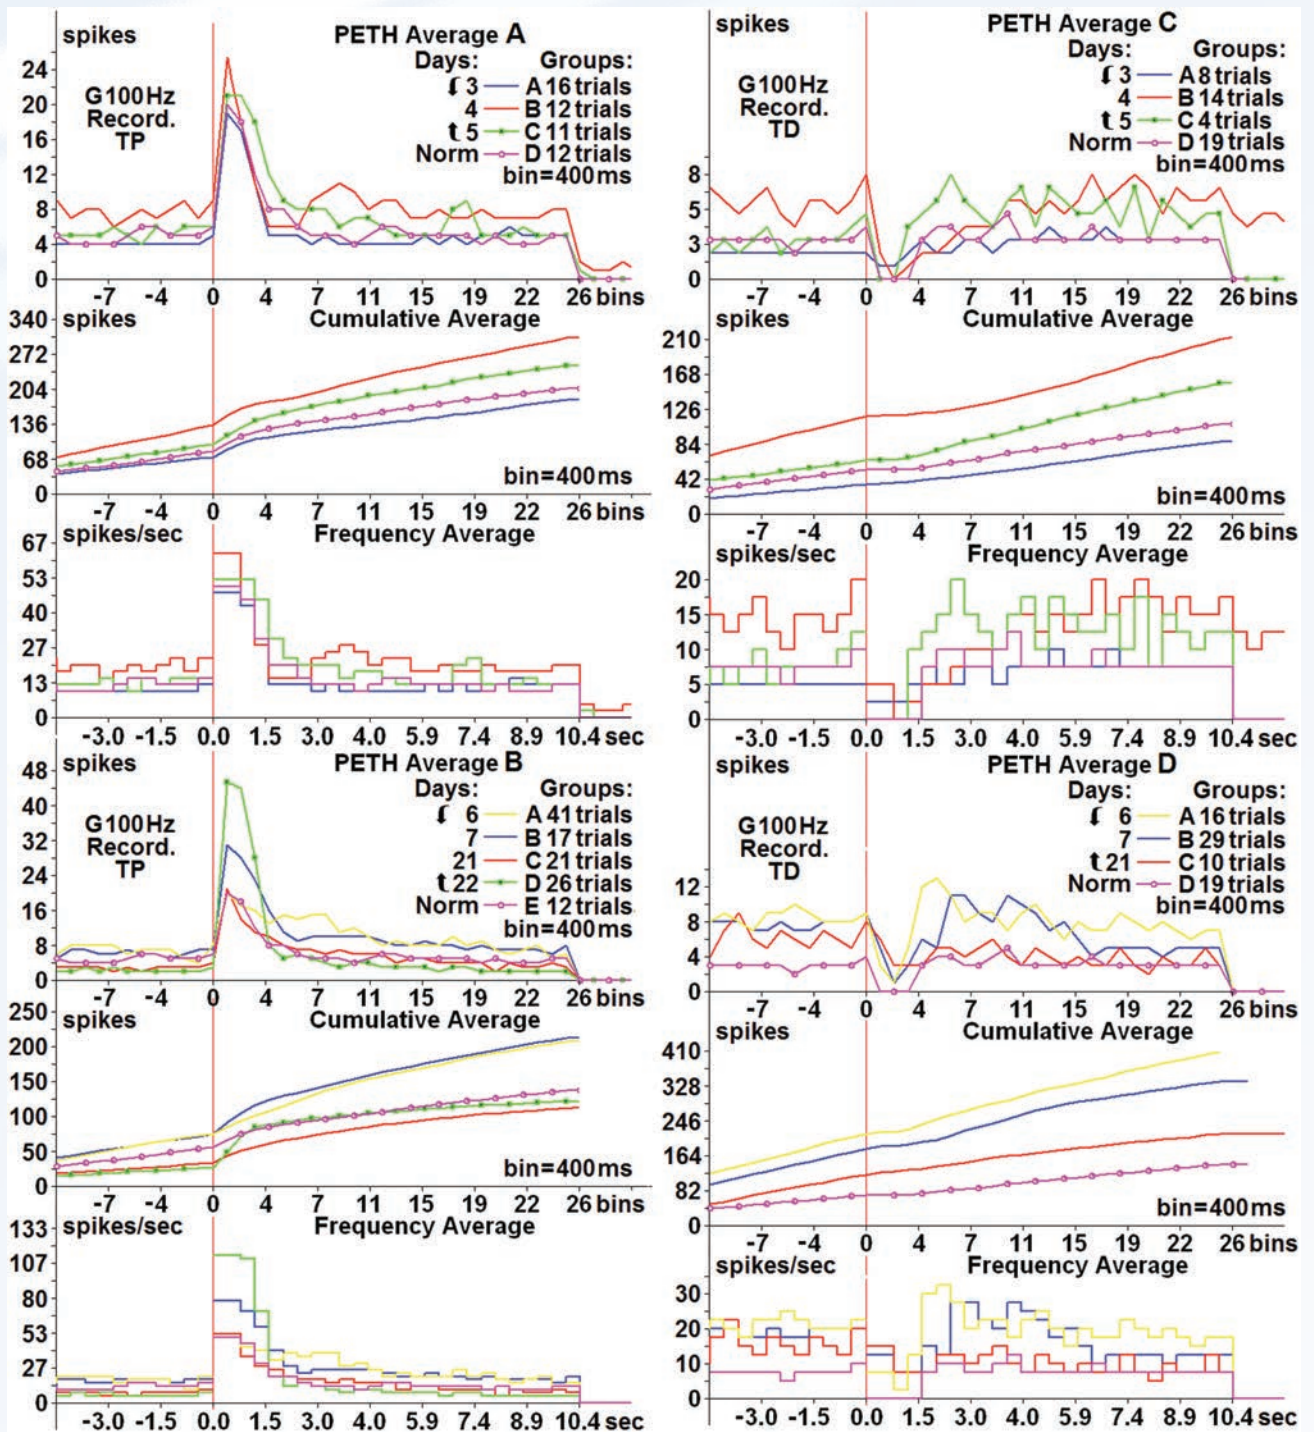 spikes PETH Average A
Days: Groups:
3 A 16 trials
4 B 12 trials
5 C 11 trials
Norm D 12 trials
bin=400 ms
G100Hz
Record.
TP
24
20
16
12
8
4
0
-7 -4 0 4 7 11 15 19 22 26 bins
spikes Cumulative Average
340
272
204
136
68
0
bin=400 ms
-7 -4 0 4 7 11 15 19 22 26 bins
spikes/sec Frequency Average
67
53
40
27
13
0
-3.0 -1.5 0.0 1.5 3.0 4.0 5.9 7.4 8.9 10.4 sec
spikes PETH Average B
Days: Groups:
6 A 41 trials
7 B 17 trials
21 C 21 trials
22 D 26 trials
Norm E 12 trials
bin=400 ms
G100Hz
Record.
TP
48
40
32
24
16
8
0
-7 -4 0 4 7 11 15 19 22 26 bins
spikes Cumulative Average
250
200
150
100
50
0
bin=400 ms
-7 -4 0 4 7 11 15 19 22 26 bins
spikes/sec Frequency Average
133
107
80
53
27
0
-3.0 -1.5 0.0 1.5 3.0 4.0 5.9 7.4 8.9 10.4 sec
spikes PETH Average C
Days: Groups:
3 A 8 trials
4 B 14 trials
5 C 4 trials
Norm D 19 trials
bin=400 ms
G100Hz
Record.
TD
8
5
3
0
-7 -4 0 4 7 11 15 19 22 26 bins
spikes Cumulative Average
210
168
126
84
42
0
bin=400 ms
-7 -4 0 4 7 11 15 19 22 26 bins
spikes/sec Frequency Average
20
15
10
5
0
-3.0 -1.5 0.0 1.5 3.0 4.0 5.9 7.4 8.9 10.4 sec
spikes PETH Average D
Days: Groups:
6 A 16 trials
7 B 29 trials
21 C 10 trials
Norm D 19 trials
bin=400 ms
G100Hz
Record.
TD
12
8
4
0
-7 -4 0 4 7 11 15 19 22 26 bins
spikes Cumulative Average
410
328
246
164
82
0
bin=400 ms
-7 -4 0 4 7 11 15 19 22 26 bins
spikes/sec Frequency Average
30
20
10
0
-3.0 -1.5 0.0 1.5 3.0 4.0 5.9 7.4 8.9 10.4 sec